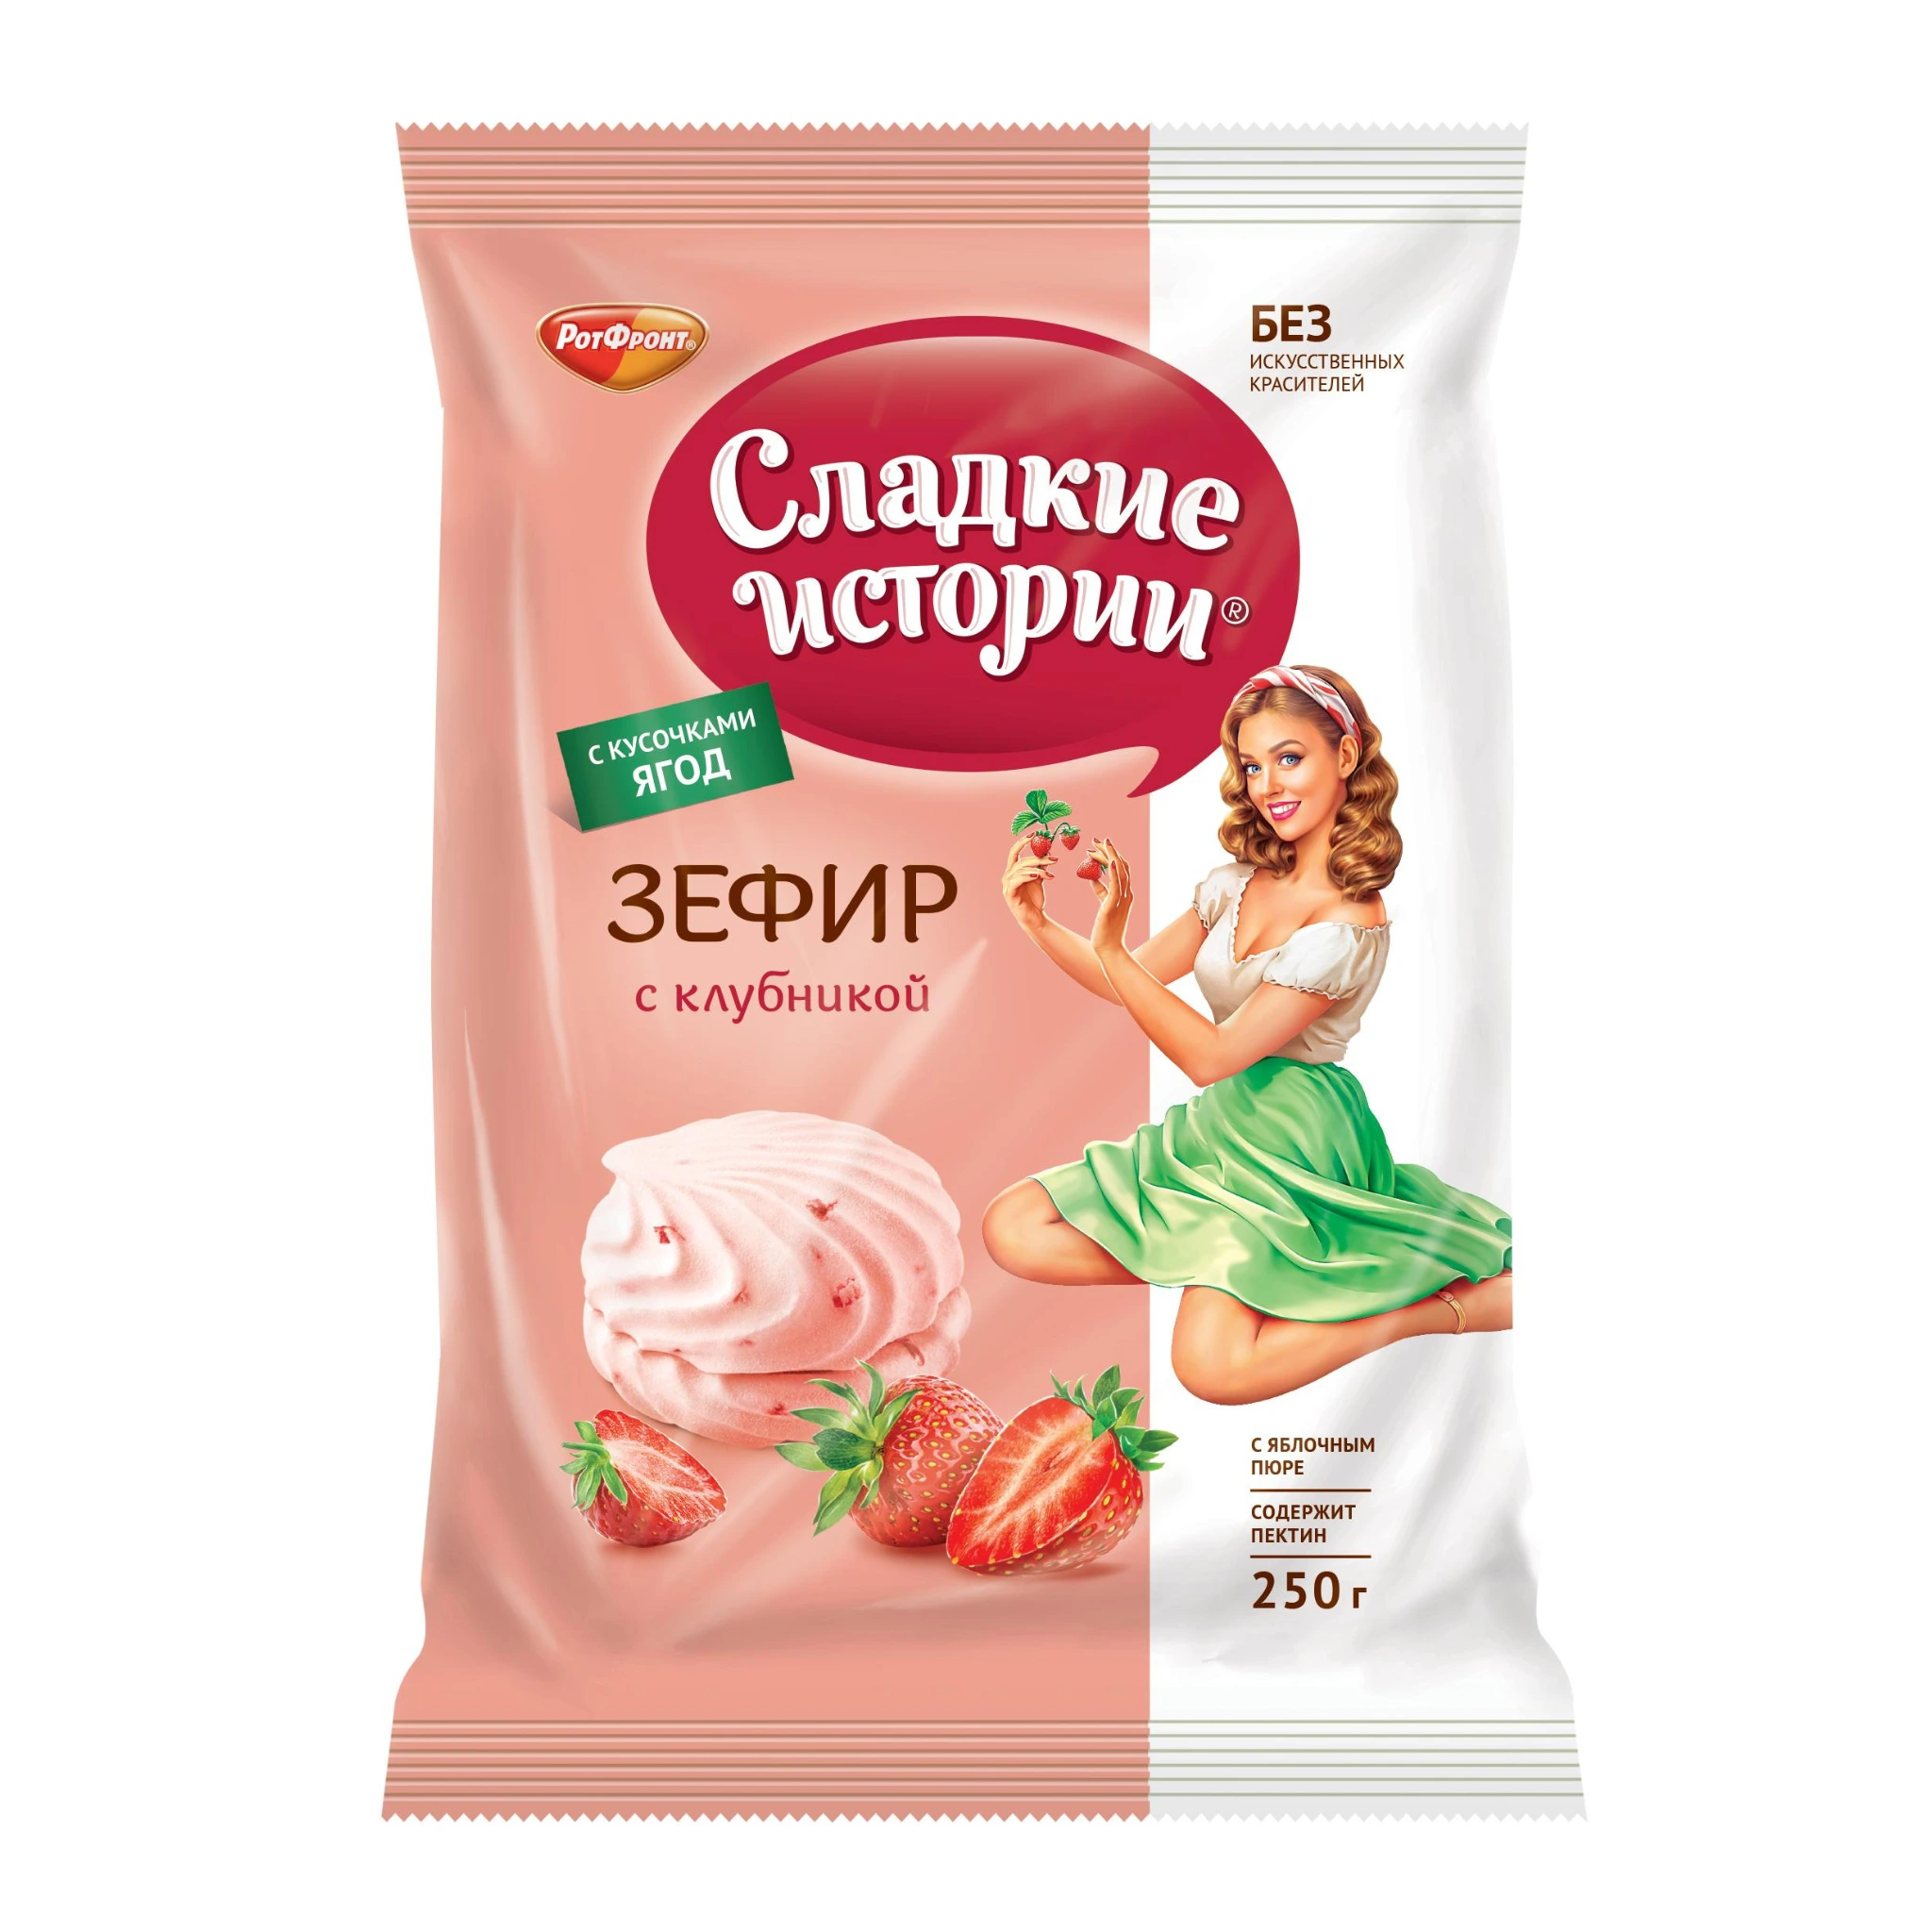 РотФронт®
БЕЗ
ИСКУССТВЕННЫХ
КРАСИТЕЛЕЙ
Сладкие
истории®
С КУСОЧКАМИ
ЯГОД
ЗЕФИР
с клубникой
С ЯБЛОЧНЫМ
ПЮРЕ
СОДЕРЖИТ
ПЕКТИН
250 г